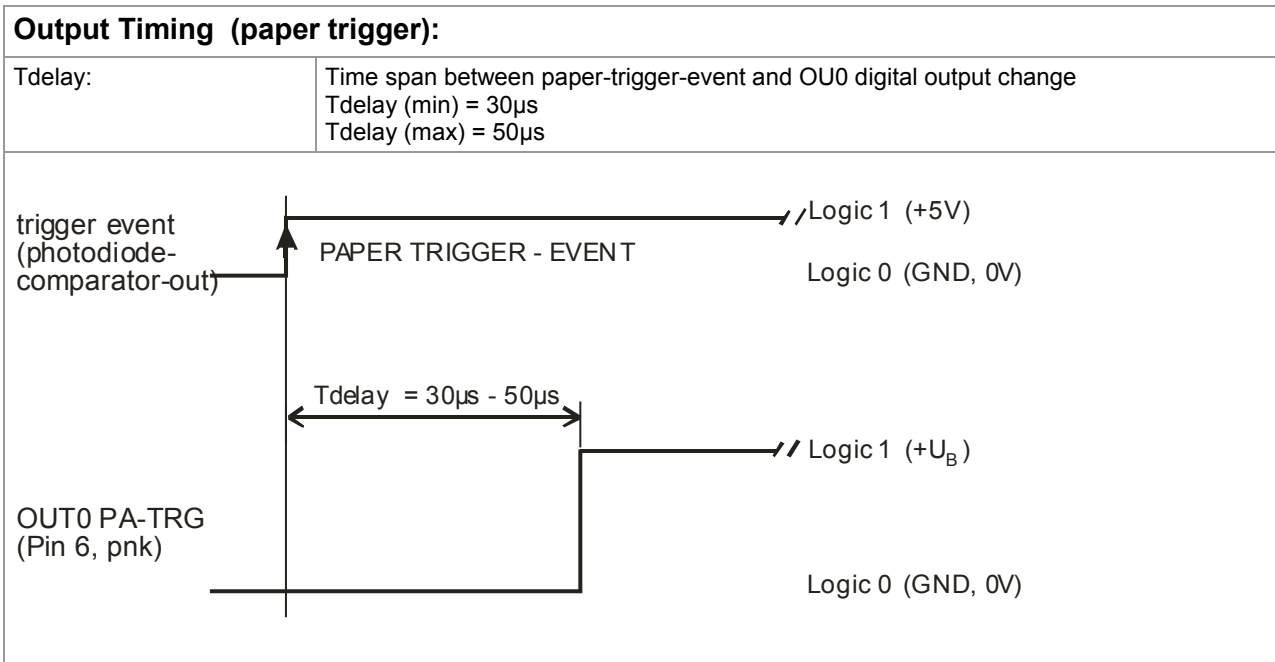 Output Timing (paper trigger):
Tdelay:
Time span between paper-trigger-event and OU0 digital output change
Tdelay (min) = 30µs
Tdelay (max) = 50µs
trigger event
(photodiode-
comparator-out)
PAPER TRIGGER - EVENT
Logic 1 (+5V)
Logic 0 (GND, 0V)
Tdelay = 30µs - 50µs
Logic 1 (+UB)
OUT0 PA-TRG
(Pin 6, pnk)
Logic 0 (GND, 0V)